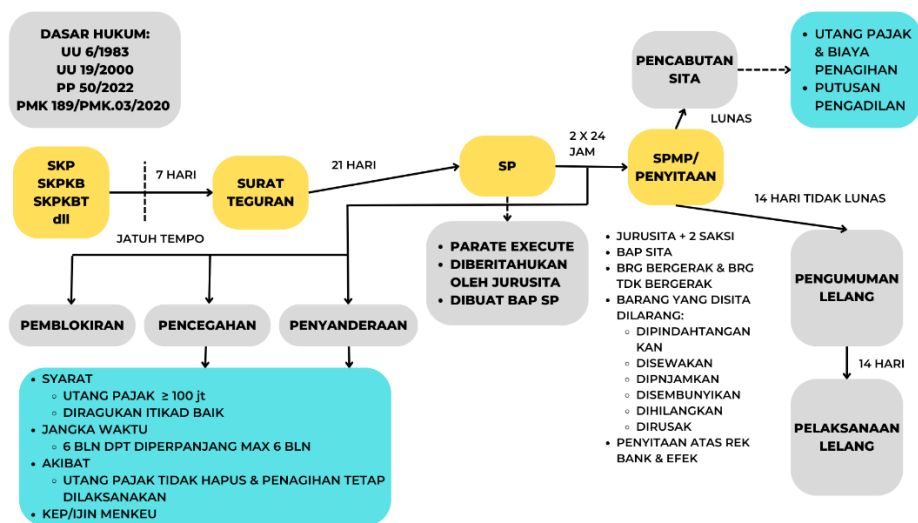 DASAR HUKUM:
UU 6/1983
UU 19/2000
PP 50/2022
PMK 189/PMK.03/2020
PENCABUTAN
SITA
• UTANG PAJAK
& BIAYA
PENAGIHAN
• PUTUSAN
PENGADILAN
LUNAS
SKP
SKPKB
SKPKBT
dll
7 HARI
JATUH TEMPO
SURAT
TEGURAN
21 HARI
SP
2 X 24
JAM
SPMP/
PENYITAAN
14 HARI TIDAK LUNAS
• PARATE EXECUTE
• DIBERITAHUKAN
OLEH JURUSITA
• DIBUAT BAP SP
• JURUSITA + 2 SAKSI
• BAP SITA
• BRG BERGERAK & BRG
TDK BERGERAK
• BARANG YANG DISITA
DILARANG:
○ DIPINDAHTANGAN
KAN
○ DISEWAKAN
○ DIPNJAMKAN
○ DISEMBUNYIKAN
○ DIHILANGKAN
○ DIRUSAK
• PENYITAAN ATAS REK
BANK & EFEK
PENGUMUMAN
LELANG
14 HARI
PELAKSANAAN
LELANG
PEMBLOKIRAN
PENCEGAHAN
PENYANDERAAN
• SYARAT
○ UTANG PAJAK ≥ 100 jt
○ DIRAGUKAN ITIKAD BAIK
• JANGKA WAKTU
○ 6 BLN DPT DIPERPANJANG MAX 6 BLN
• AKIBAT
○ UTANG PAJAK TIDAK HAPUS & PENAGIHAN TETAP
DILAKSANAKAN
• KEP/IJIN MENKEU